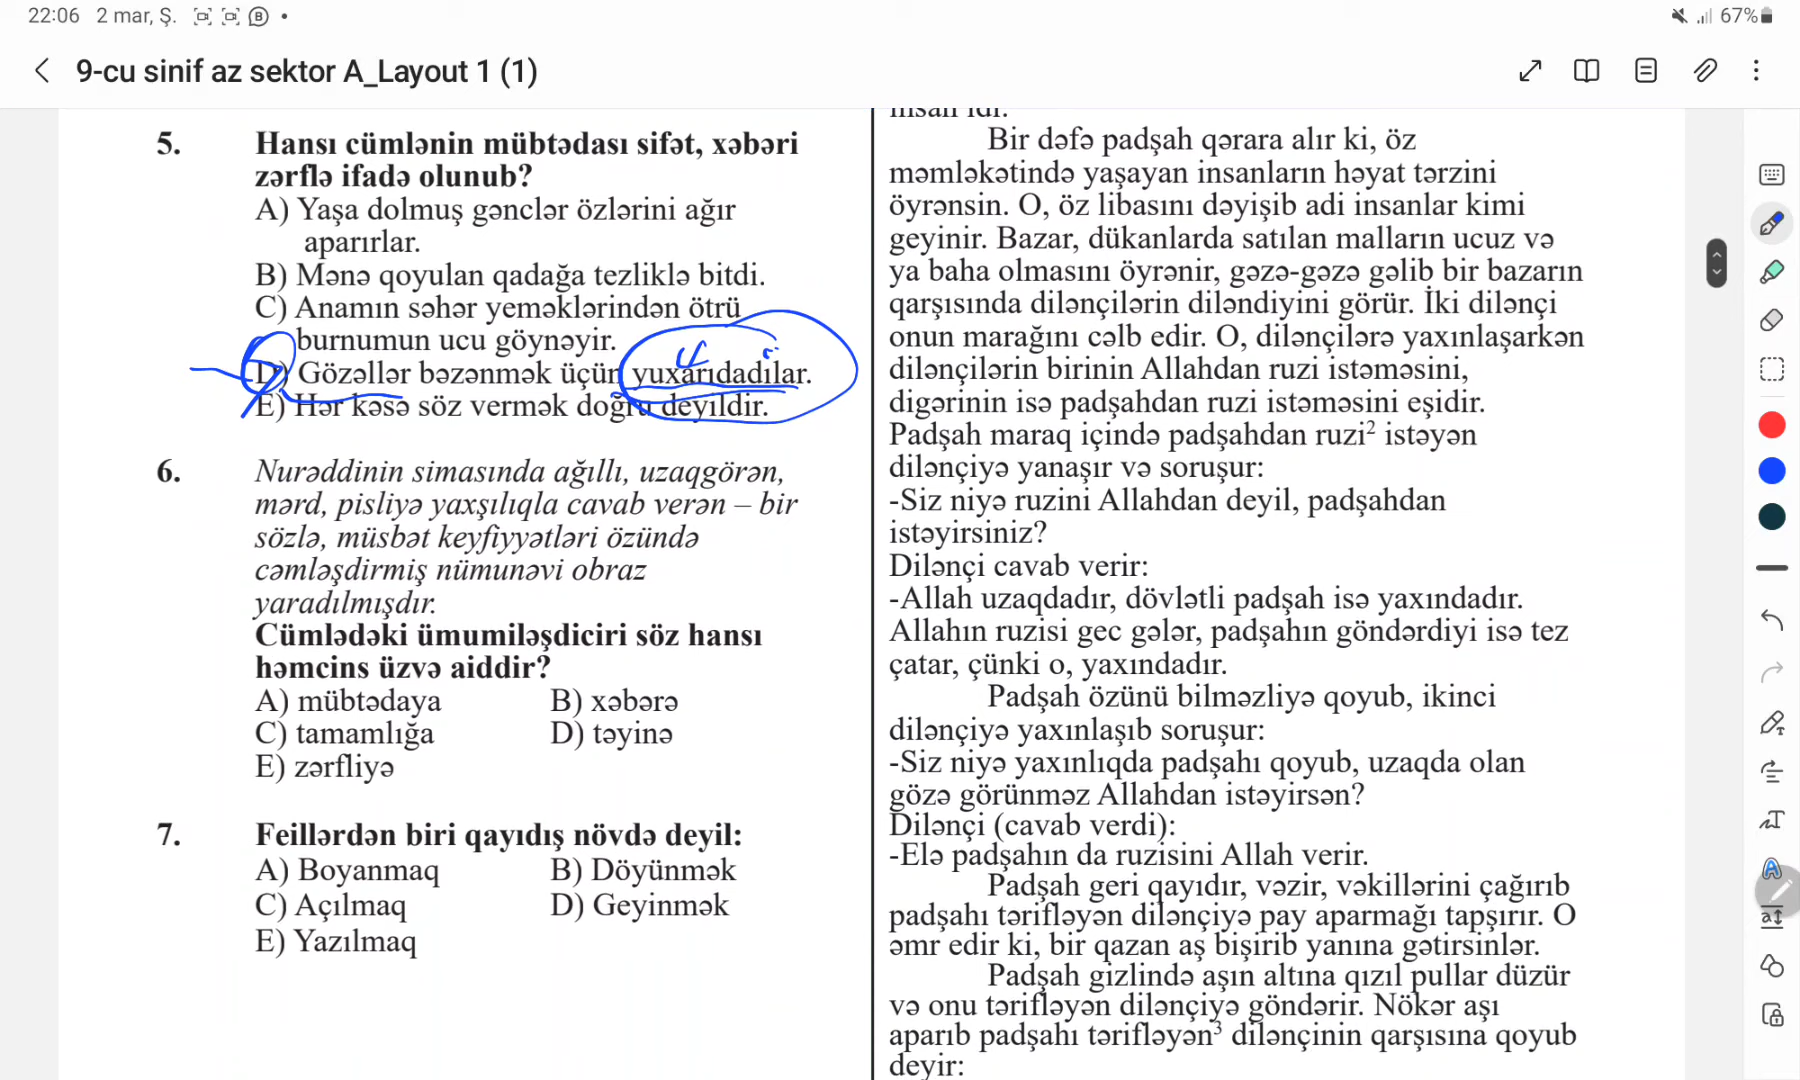 22:06 2 mar, Ş.
67%
9-cu sinif az sektor A_Layout 1 (1)
5. Hansı cümlənin mübtədası sifət, xəbəri
zərflə ifadə olunub?
A) Yaşa dolmuş gənclər özlərini ağır
aparırlar.
B) Mənə qoyulan qadağa tezliklə bitdi.
C) Anamın səhər yeməklərindən ötrü
burnumun ucu göynəyir.
D) Gözəllər bəzənmək üçün yuxarıdadılar.
E) Hər kəsə söz vermək doğru deyildir.
6. Nurəddinin simasında ağıllı, uzaqgörən,
mərd, pisliyə yaxşılıqla cavab verən – bir
sözlə, müsbət keyfiyyətləri özündə
cəmləşdirmiş nümunəvi obraz
yaradılmışdır.
Cümlədəki ümumiləşdiciri söz hansı
həmcins üzvə aiddir?
A) mübtədaya B) xəbərə
C) tamamlığa D) təyinə
E) zərfliyə
7. Feillərdən biri qayıdış növdə deyil:
A) Boyanmaq B) Döyünmək
C) Açılmaq D) Geyinmək
E) Yazılmaq
insan idi.
Bir dəfə padşah qərara alır ki, öz
məmləkətində yaşayan insanların həyat tərzini
öyrənsin. O, öz libasını dəyişib adi insanlar kimi
geyinir. Bazar, dükanlarda satılan malların ucuz və
ya baha olmasını öyrənir, gəzə-gəzə gəlib bir bazarın
qarşısında dilənçilərin diləndiyini görür. İki dilənçi
onun marağını cəlb edir. O, dilənçilərə yaxınlaşarkən
dilənçilərin birinin Allahdan ruzi istəməsini,
digərinin isə padşahdan ruzi istəməsini eşidir.
Padşah maraq içində padşahdan ruzi² istəyən
dilənçiyə yanaşır və soruşur:
-Siz niyə ruzini Allahdan deyil, padşahdan
istəyirsiniz?
Dilənçi cavab verir:
-Allah uzaqdadır, dövlətli padşah isə yaxındadır.
Allahın ruzisi gec gələr, padşahın göndərdiyi isə tez
çatar, çünki o, yaxındadır.
Padşah özünü bilməzliyə qoyub, ikinci
dilənçiyə yaxınlaşıb soruşur:
-Siz niyə yaxınlıqda padşahı qoyub, uzaqda olan
gözə görünməz Allahdan istəyirsən?
Dilənçi (cavab verdi):
-Elə padşahın da ruzisini Allah verir.
Padşah geri qayıdır, vəzir, vəkillərini çağırıb
padşahı tərifləyən dilənçiyə pay aparmağı tapşırır. O
əmr edir ki, bir qazan aş bişirib yanına gətirsinlər.
Padşah gizlində aşın altına qızıl pullar düzür
və onu tərifləyən dilənçiyə göndərir. Nökər aşı
aparıb padşahı tərifləyən³ dilənçinin qarşısına qoyub
deyir: